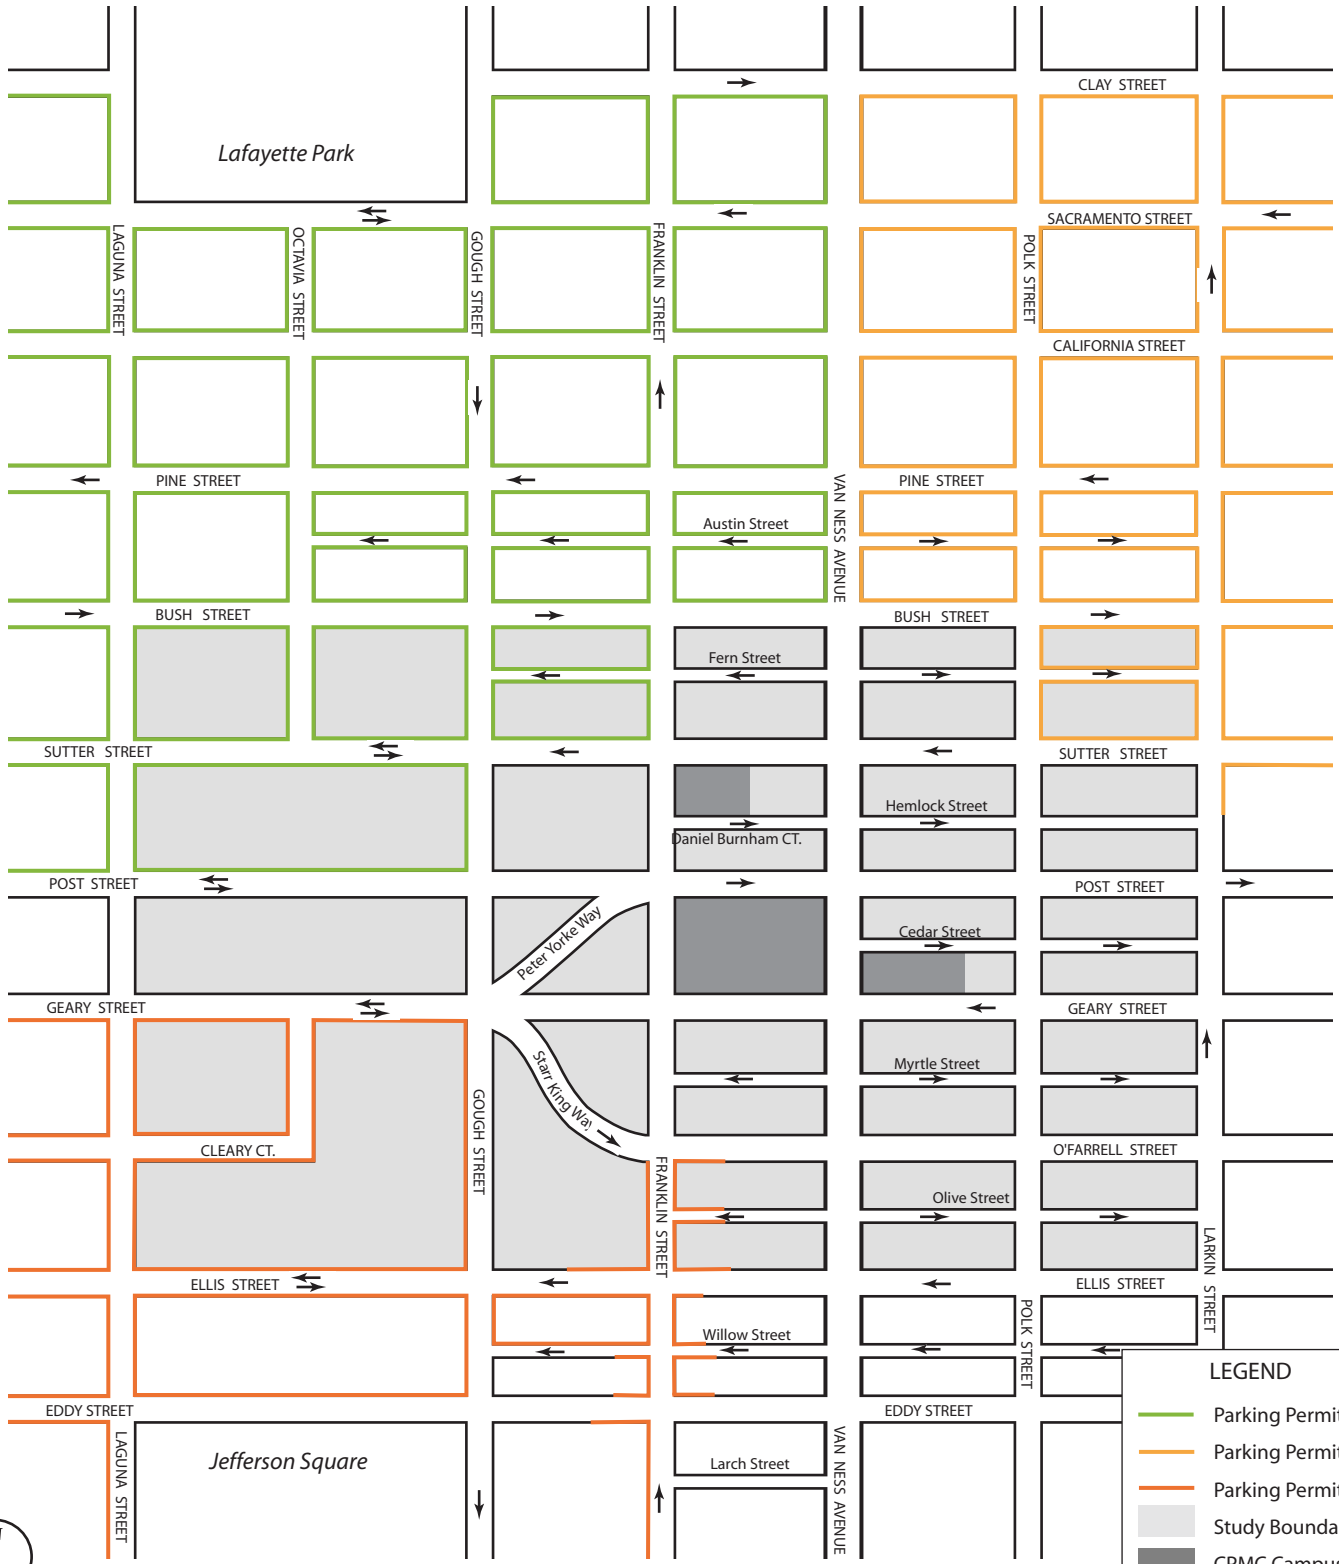 CLAY STREET
Lafayette Park
SACRAMENTO STREET
LAGUNA STREET
OCTAVIA STREET
GOUGH STREET
FRANKLIN STREET
POLK STREET
CALIFORNIA STREET
PINE STREET
VAN NESS AVENUE
PINE STREET
Austin Street
BUSH STREET
BUSH STREET
Fern Street
SUTTER STREET
SUTTER STREET
Hemlock Street
Daniel Burnham CT.
POST STREET
POST STREET
Peter Yorke Way
Cedar Street
GEARY STREET
GEARY STREET
Starr King Way
Myrtle Street
GOUGH STREET
CLEARY CT.
O'FARRELL STREET
FRANKLIN STREET
Olive Street
LARKIN STREET
ELLIS STREET
ELLIS STREET
Willow Street
POLK STREET
LEGEND
EDDY STREET
EDDY STREET
Parking Permit
LAGUNA STREET
Jefferson Square
VAN NESS AVENUE
Larch Street
Parking Permit
Parking Permit
Study Bounda
CPMC Campus